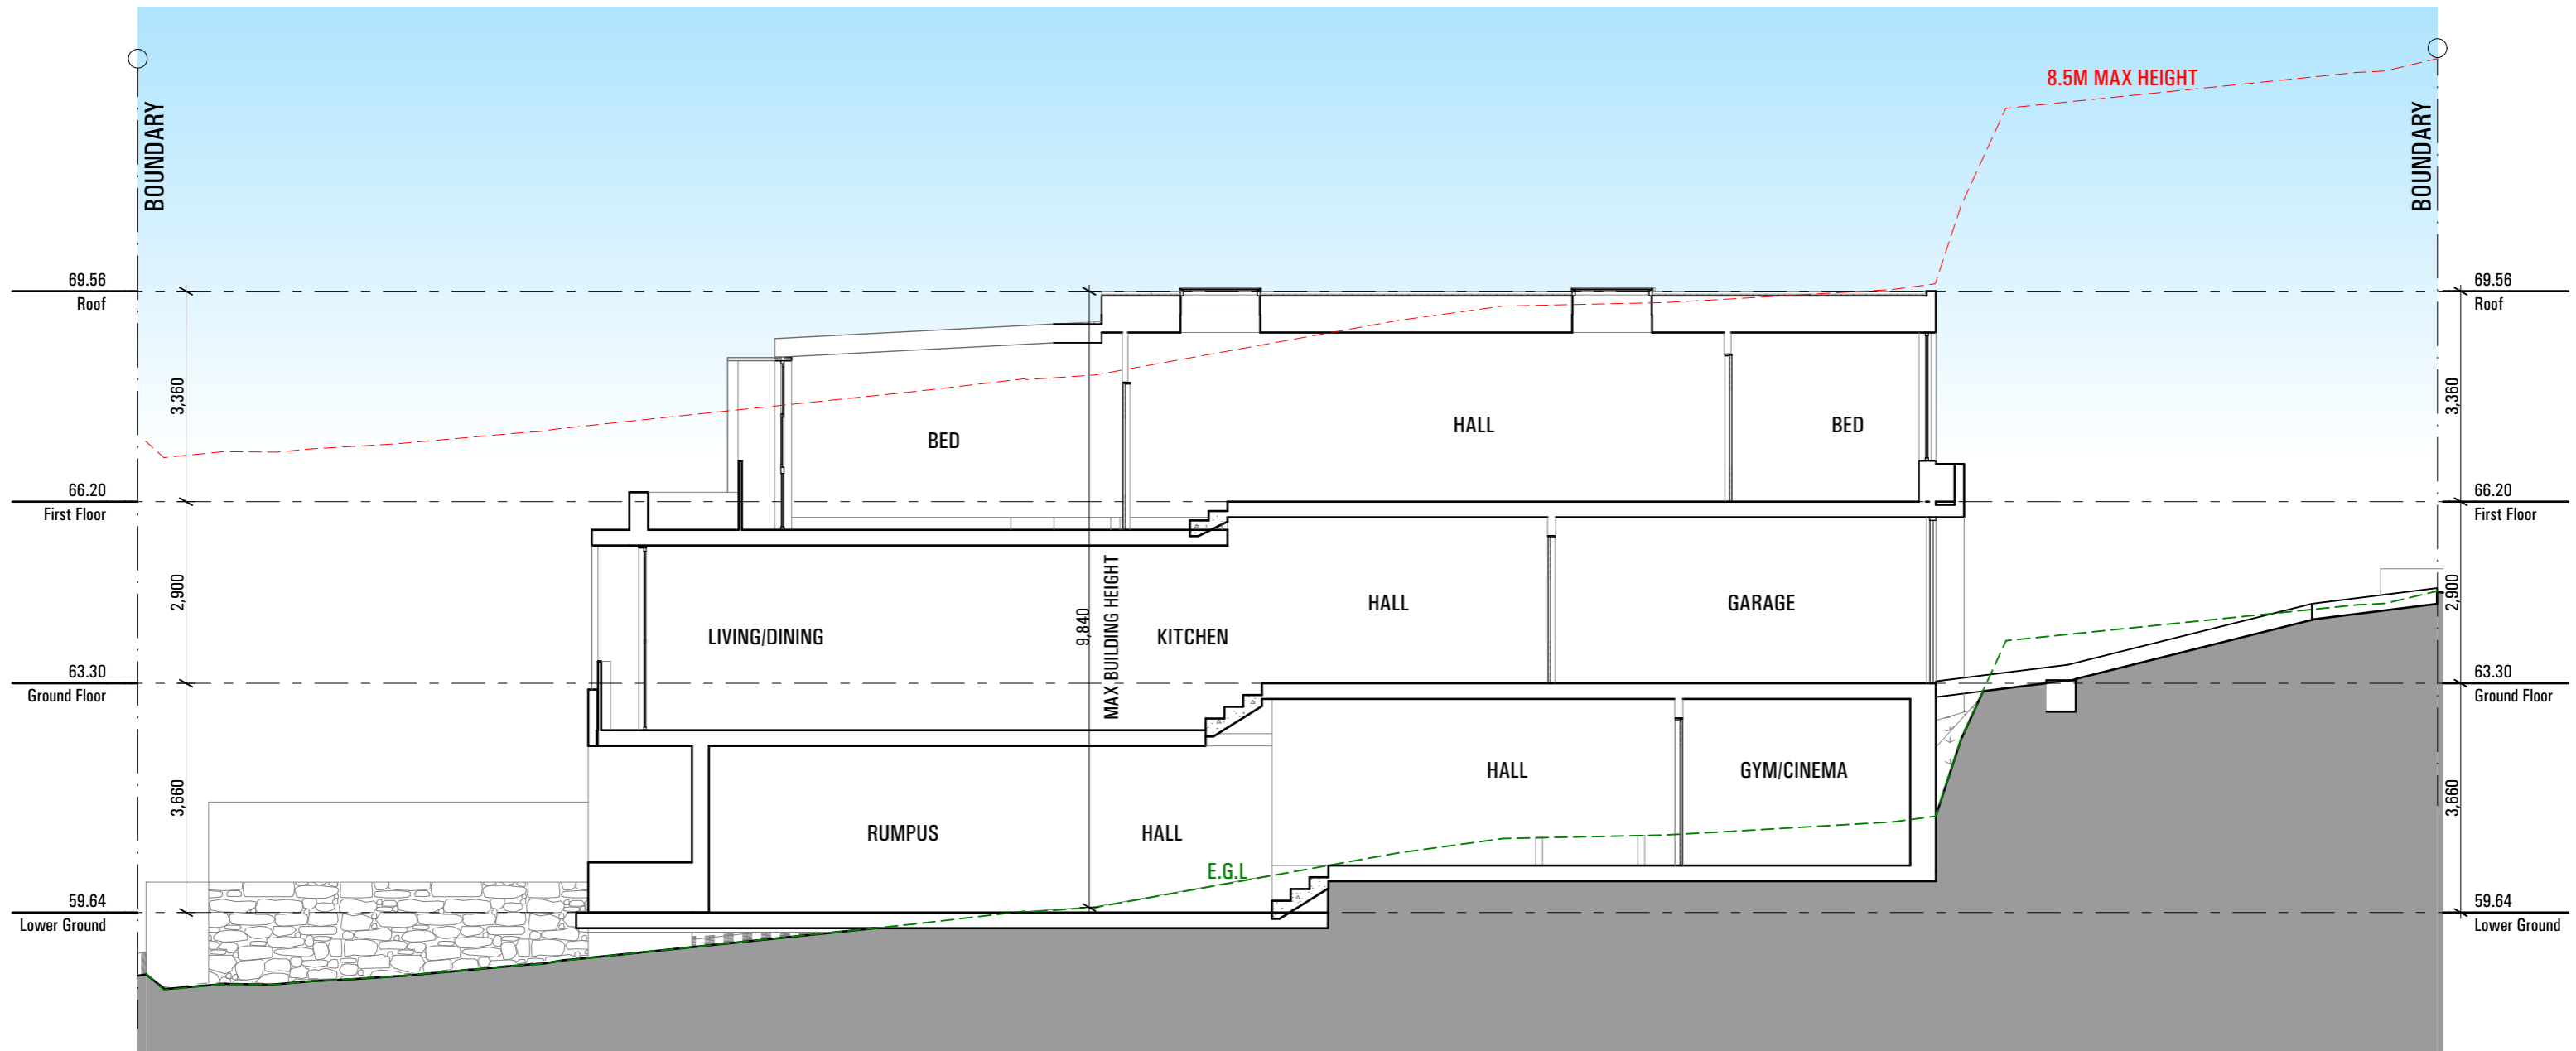 8.5M MAX HEIGHT
BOUNDARY
BOUNDARY
69.56
Roof
69.56
Roof
3,360
3,360
BED
HALL
BED
66.20
First Floor
66.20
First Floor
2,900
2,900
MAX BUILDING HEIGHT
9,840
LIVING/DINING
KITCHEN
HALL
GARAGE
63.30
Ground Floor
63.30
Ground Floor
3,660
3,660
RUMPUS
HALL
HALL
GYM/CINEMA
E.G.L
59.64
Lower Ground
59.64
Lower Ground